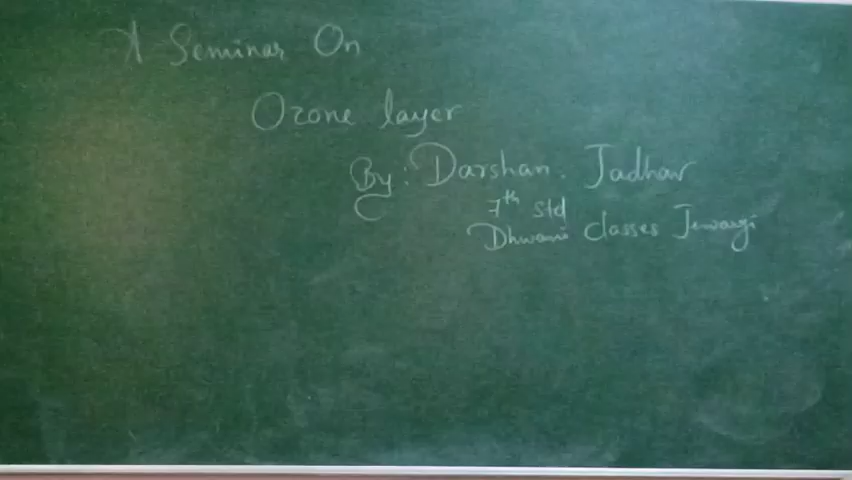 A Seminar On
Ozone layer
By: Darshan. Jadhav
7th std
Dhwani classes Jewargi